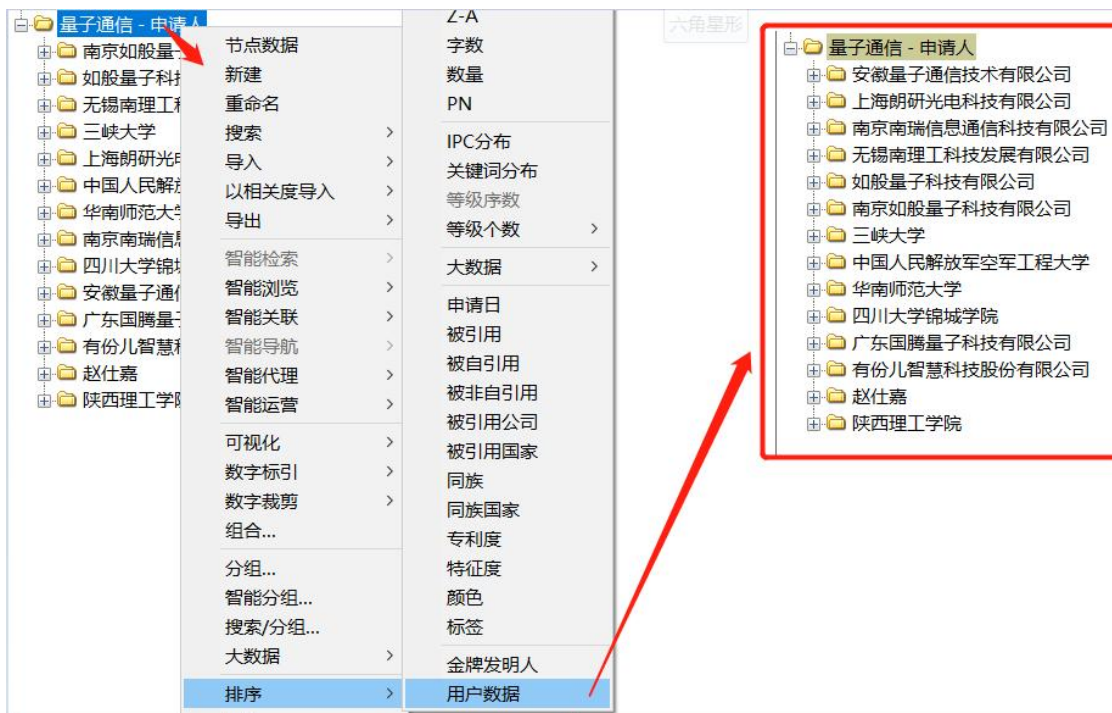 量子通信 - 申请人
南京如般量子
如般量子科技
无锡南理工科
三峡大学
上海朗研光电
中国人民解放
华南师范大学
南京南瑞信息
四川大学锦城
安徽量子通信
广东国腾量子
有份儿智慧科
赵仕嘉
陕西理工学院
节点数据
新建
重命名
搜索
导入
以相关度导入
导出
智能检索
智能浏览
智能关联
智能导航
智能代理
智能运营
可视化
数字标引
数字裁剪
组合...
分组...
智能分组...
搜索/分组...
大数据
排序
Z-A
字数
数量
PN
IPC分布
关键词分布
等级序数
等级个数
大数据
申请日
被引用
被自引用
被非自引用
被引用公司
被引用国家
同族
同族国家
专利度
特征度
颜色
标签
金牌发明人
用户数据
六角星形
量子通信 - 申请人
安徽量子通信技术有限公司
上海朗研光电科技有限公司
南京南瑞信息通信科技有限公司
无锡南理工科技发展有限公司
如般量子科技有限公司
南京如般量子科技有限公司
三峡大学
中国人民解放军空军工程大学
华南师范大学
四川大学锦城学院
广东国腾量子科技有限公司
有份儿智慧科技股份有限公司
赵仕嘉
陕西理工学院